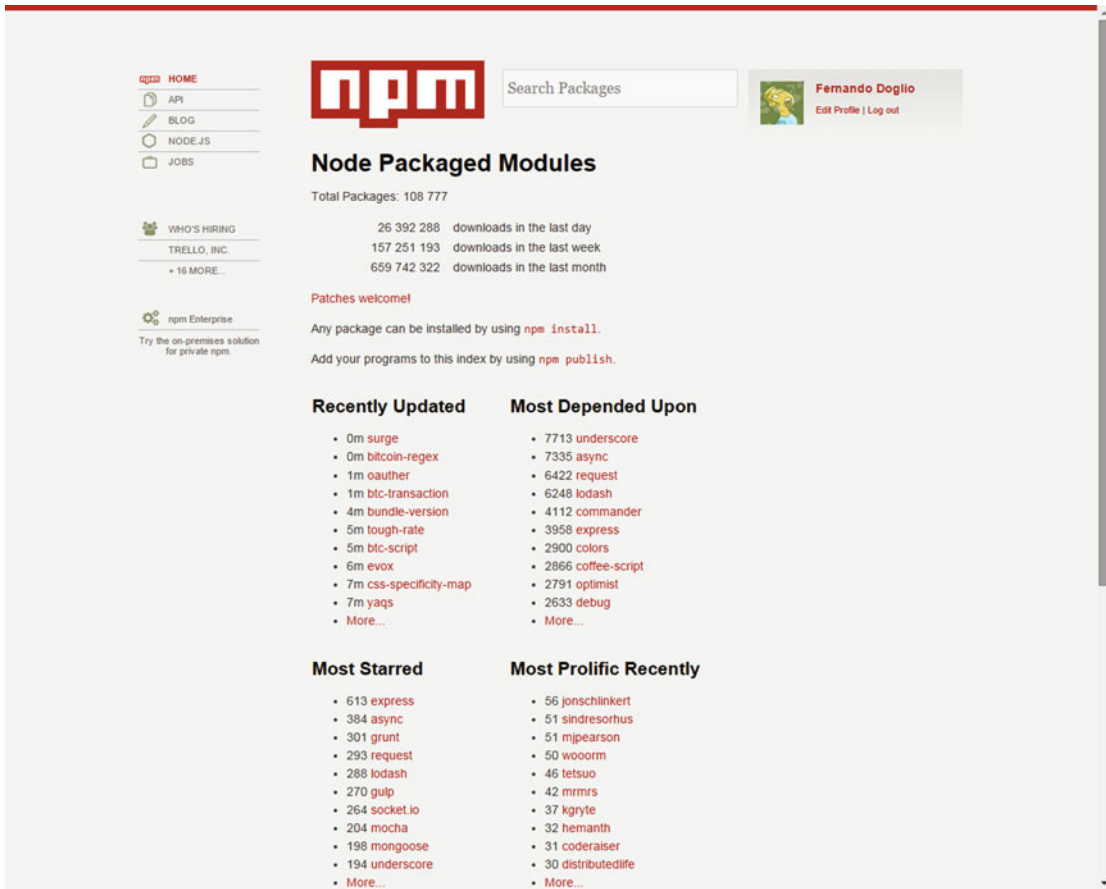 npm HOME
API
BLOG
NODE.JS
JOBS
WHO'S HIRING
TRELLO, INC.
+ 16 MORE...
npm Enterprise
Try the on-premises solution
for private npm.
npm
Search Packages
Fernando Doglio
Edit Profile | Log out
Node Packaged Modules
Total Packages: 108 777
26 392 288 downloads in the last day
157 251 193 downloads in the last week
659 742 322 downloads in the last month
Patches welcome!
Any package can be installed by using npm install.
Add your programs to this index by using npm publish.
Recently Updated
• 0m surge
• 0m bitcoin-regex
• 1m oauther
• 1m btc-transaction
• 4m bundle-version
• 5m tough-rate
• 5m btc-script
• 6m evox
• 7m css-specificity-map
• 7m yaqs
• More...
Most Depended Upon
• 7713 underscore
• 7335 async
• 6422 request
• 6248 lodash
• 4112 commander
• 3958 express
• 2900 colors
• 2866 coffee-script
• 2791 optimist
• 2633 debug
• More...
Most Starred
• 613 express
• 384 async
• 301 grunt
• 293 request
• 288 lodash
• 270 gulp
• 264 socket.io
• 204 mocha
• 198 mongoose
• 194 underscore
• More...
Most Prolific Recently
• 56 jonschlinkert
• 51 sindresorhus
• 51 mjpearson
• 50 wooorm
• 46 tetsuo
• 42 mrmrs
• 37 kgryte
• 32 hemanth
• 31 coderaiser
• 30 distributedlife
• More...